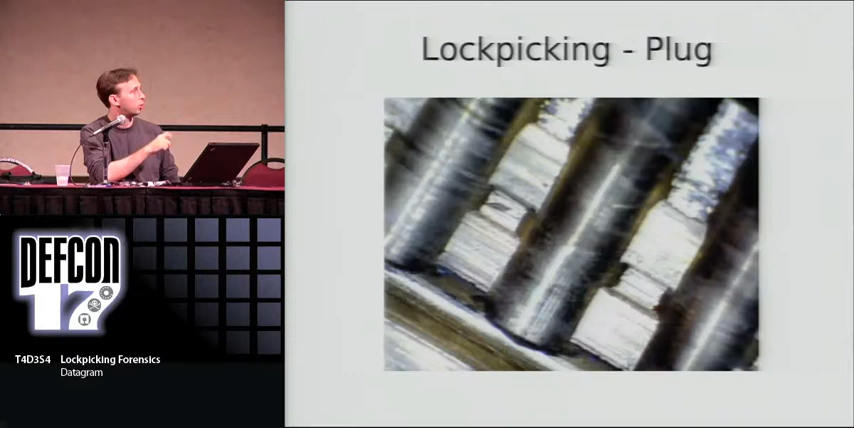 Lockpicking - Plug
DEFCON
17
T4D3S4 Lockpicking Forensics
Datagram